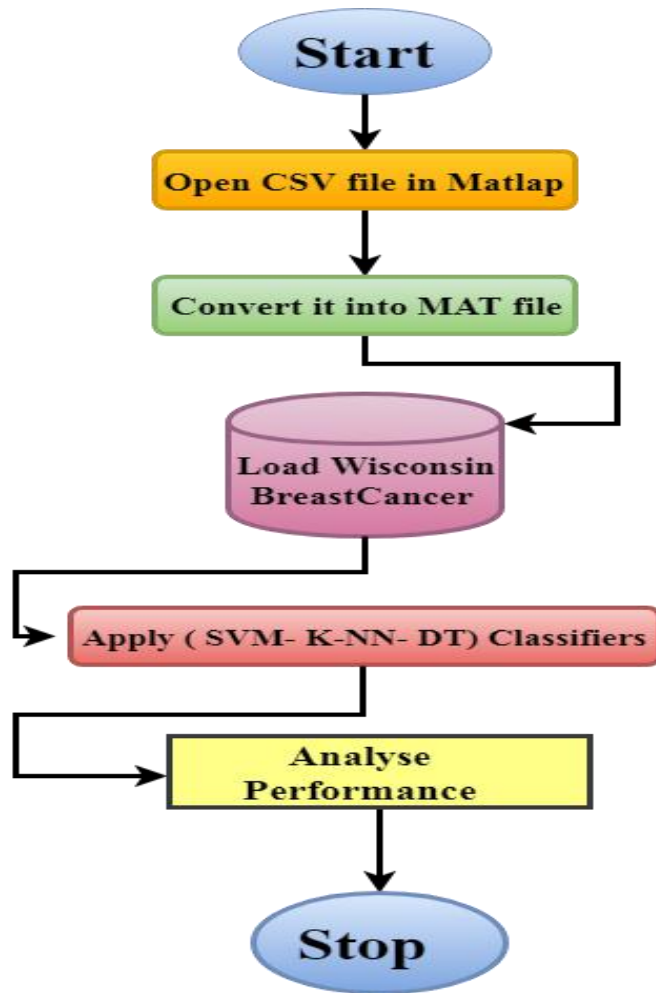 Start
Open CSV file in Matlap
Convert it into MAT file
Load Wisconsin
BreastCancer
Apply ( SVM- K-NN- DT) Classifiers
Analyse
Performance
Stop